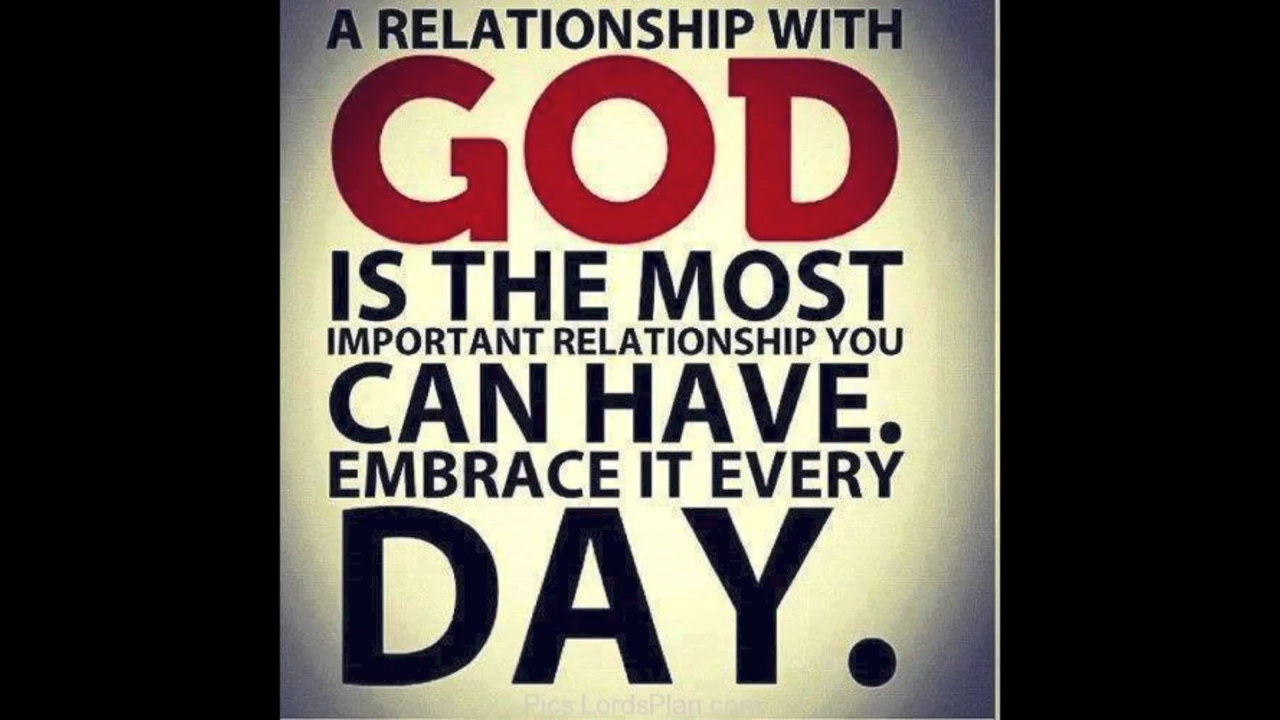 A RELATIONSHIP WITH
GOD
IS THE MOST
IMPORTANT RELATIONSHIP YOU
CAN HAVE.
EMBRACE IT EVERY
DAY.
Pics.LordsPlan.com